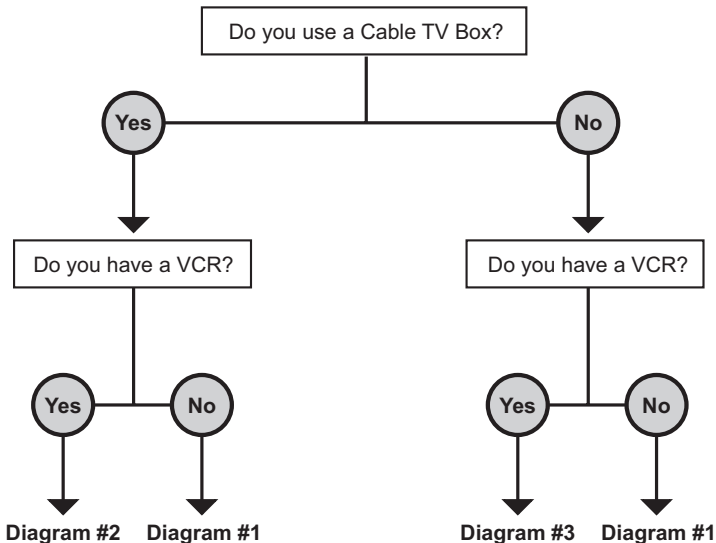 Do you use a Cable TV Box?
Yes
No
Do you have a VCR?
Do you have a VCR?
Yes
No
Yes
No
Diagram #2
Diagram #1
Diagram #3
Diagram #1